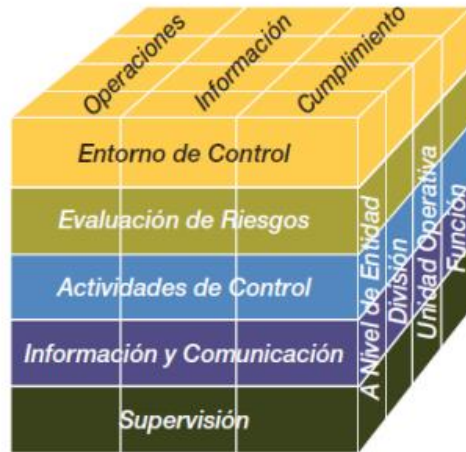 Operaciones
Información
Cumplimiento
Entorno de Control
Evaluación de Riesgos
Actividades de Control
Información y Comunicación
Supervisión
A Nivel de Entidad
División
Unidad Operativa
Función